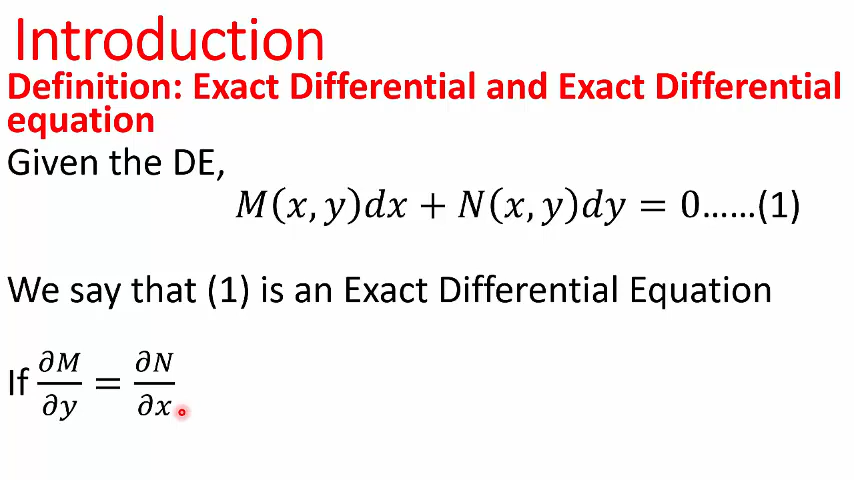 Introduction
Definition: Exact Differential and Exact Differential
equation
Given the DE,
M(x, y)dx + N(x, y)dy = 0......(1)
We say that (1) is an Exact Differential Equation
If ∂M/∂y = ∂N/∂x